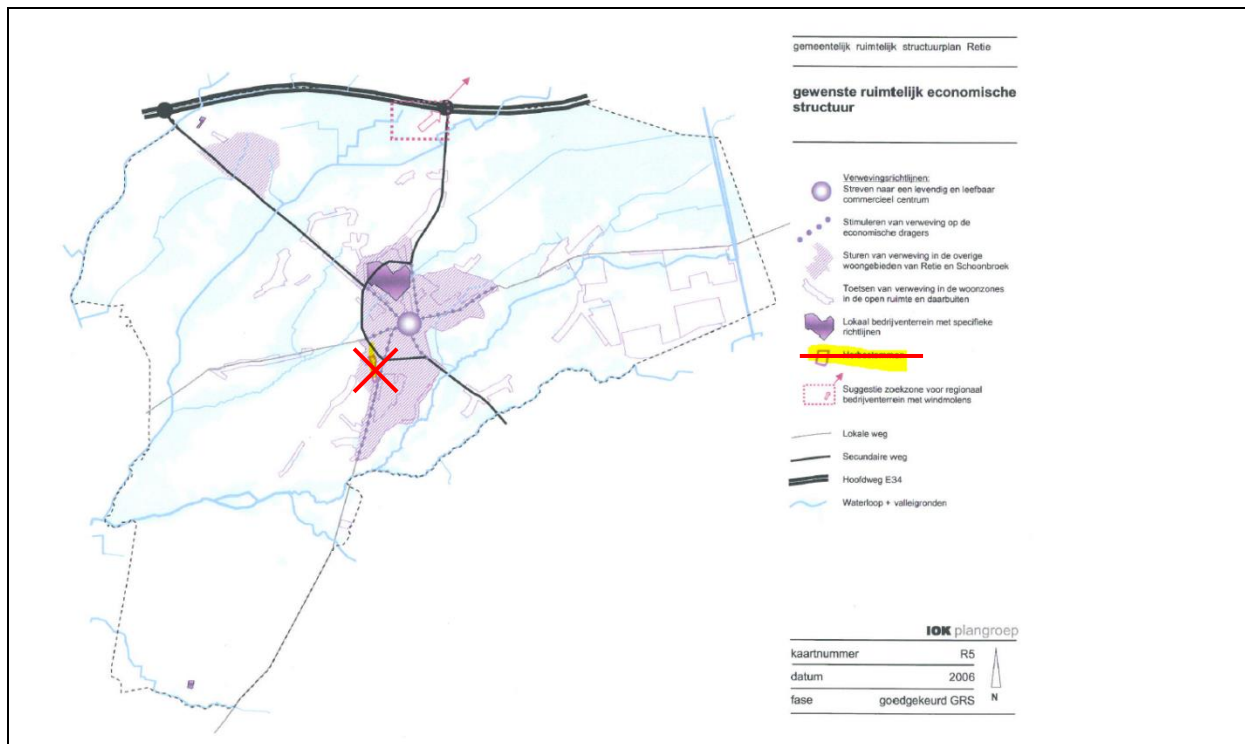 gemeentelijk ruimtelijk structuurplan Retie
gewenste ruimtelijk economische
structuur
Verwevingsrichtlijnen:
Streven naar een levendig en leefbaar
commercieel centrum
Stimuleren van verweving op de
economische dragers
Sturen van verweving in de overige
woongebieden van Retie en Schoonbroek
Toetsen van verweving in de woonzones
in de open ruimte en daarbuiten
Lokaal bedrijventerrein met specifieke
richtlijnen
Suggestie zoekzone voor regionaal
bedrijventerrein met windmolens
Lokale weg
Secundaire weg
Hoofdweg E34
Waterloop + valleigronden
IOK plangroep
kaartnummer R5
datum 2006
fase goedgekeurd GRS
N